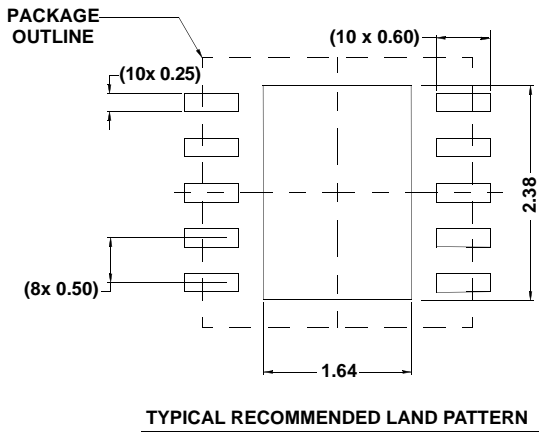 PACKAGE
OUTLINE
(10 x 0.60)
(10x 0.25)
2.38
(8x 0.50)
1.64
TYPICAL RECOMMENDED LAND PATTERN